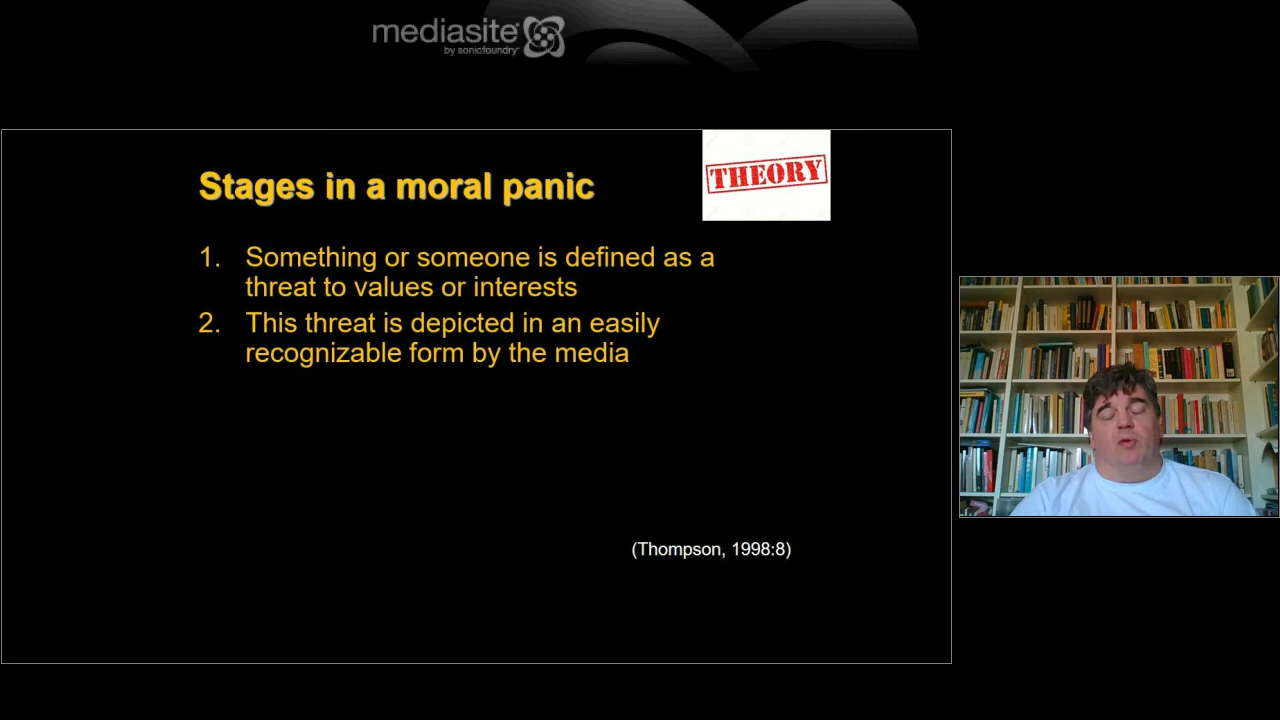 mediasite
by sonicfoundry
Stages in a moral panic
THEORY
1. Something or someone is defined as a
threat to values or interests
2. This threat is depicted in an easily
recognizable form by the media
(Thompson, 1998:8)